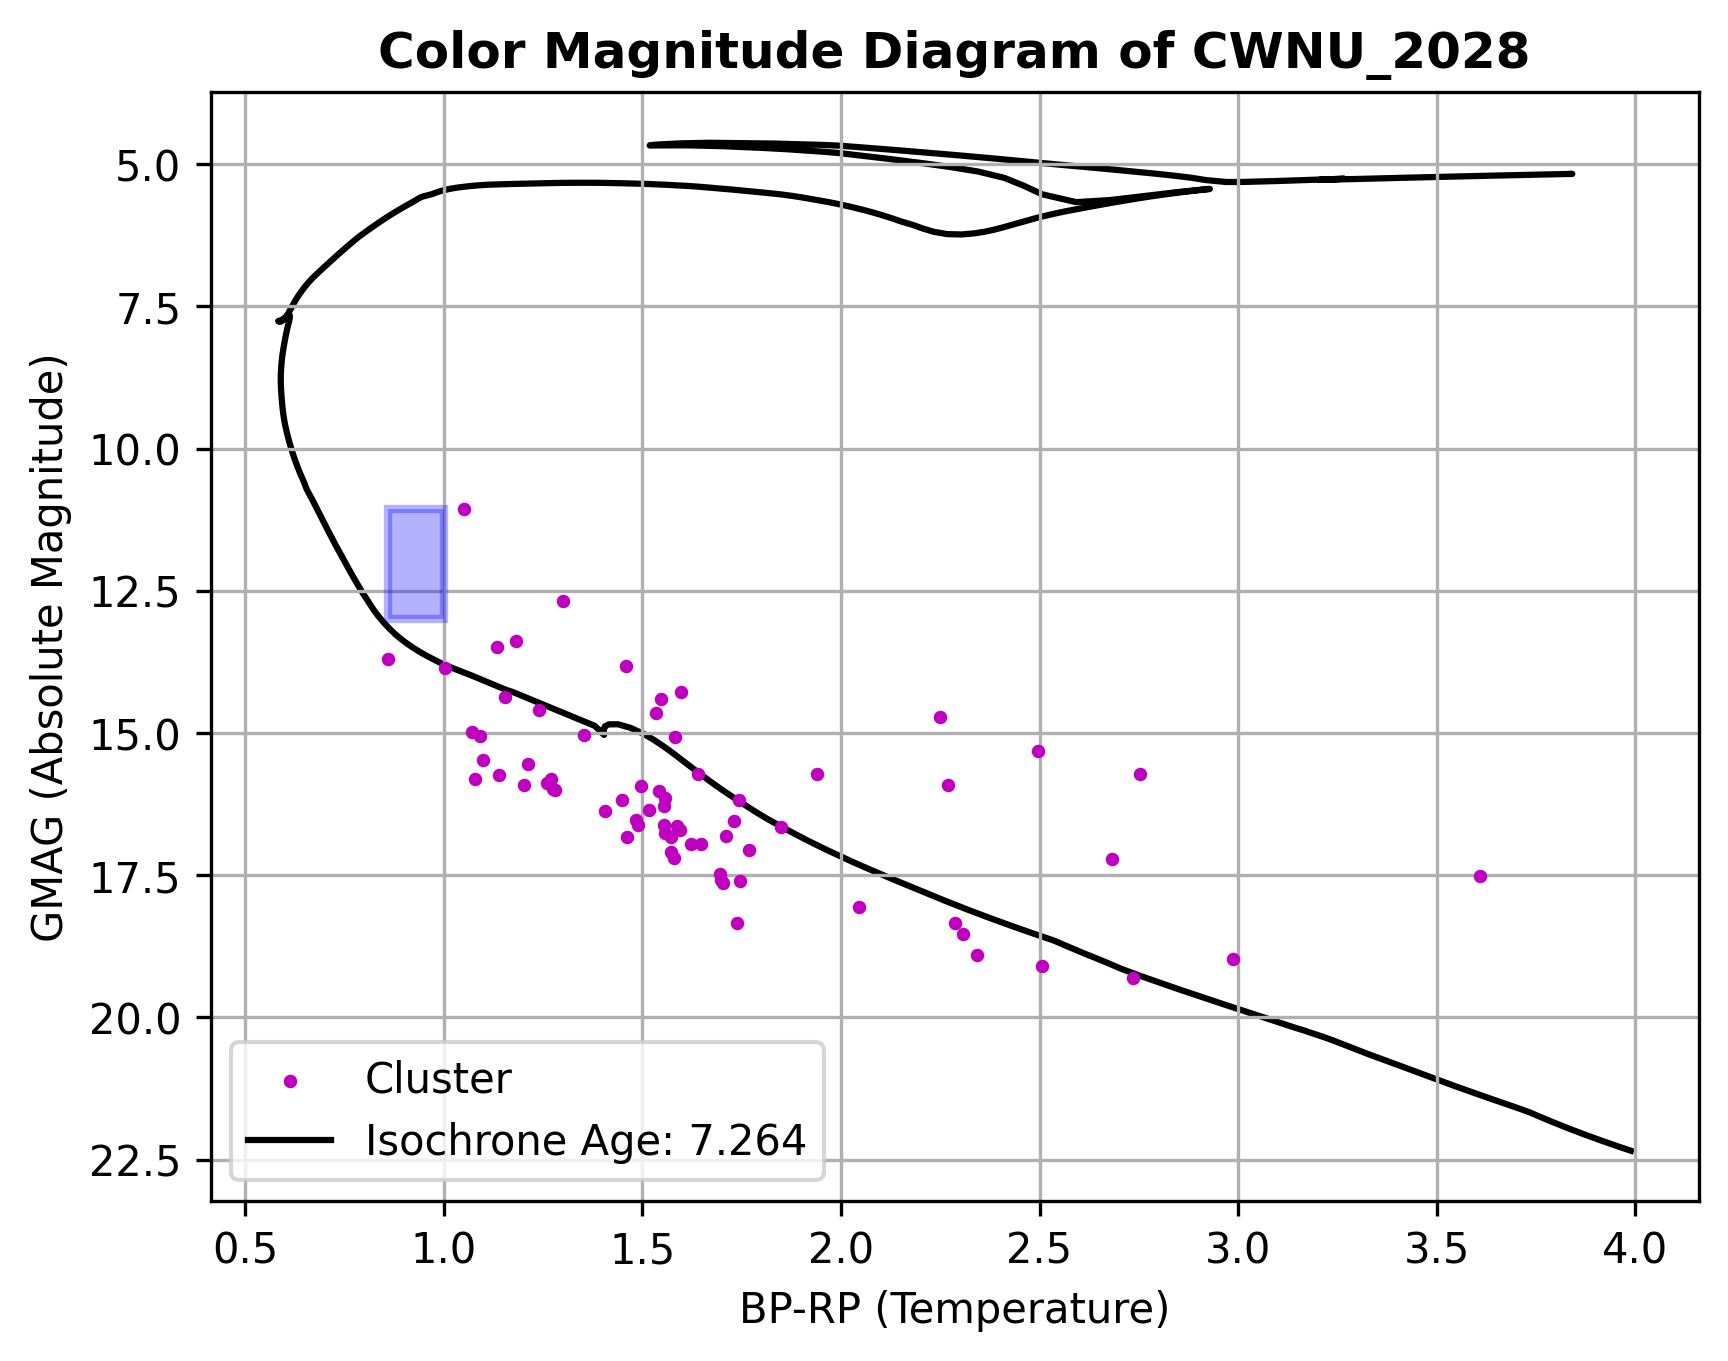 Color Magnitude Diagram of CWNU_2028
GMAG (Absolute Magnitude)
5.0
7.5
10.0
12.5
15.0
17.5
20.0
22.5
Cluster
Isochrone Age: 7.264
0.5 1.0 1.5 2.0 2.5 3.0 3.5 4.0
BP-RP (Temperature)